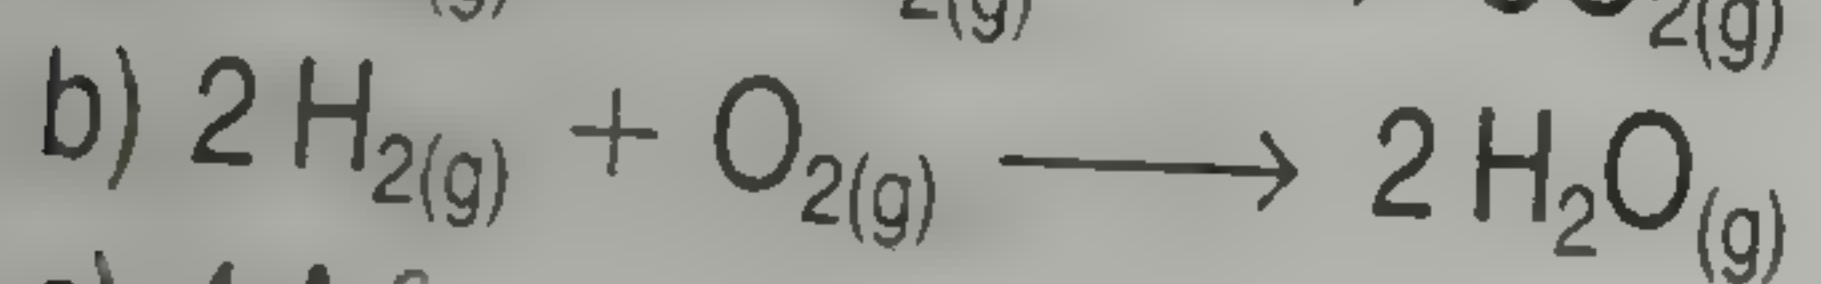 b) 2 H₂(g) + O₂(g) ⟶ 2 H₂O(g)